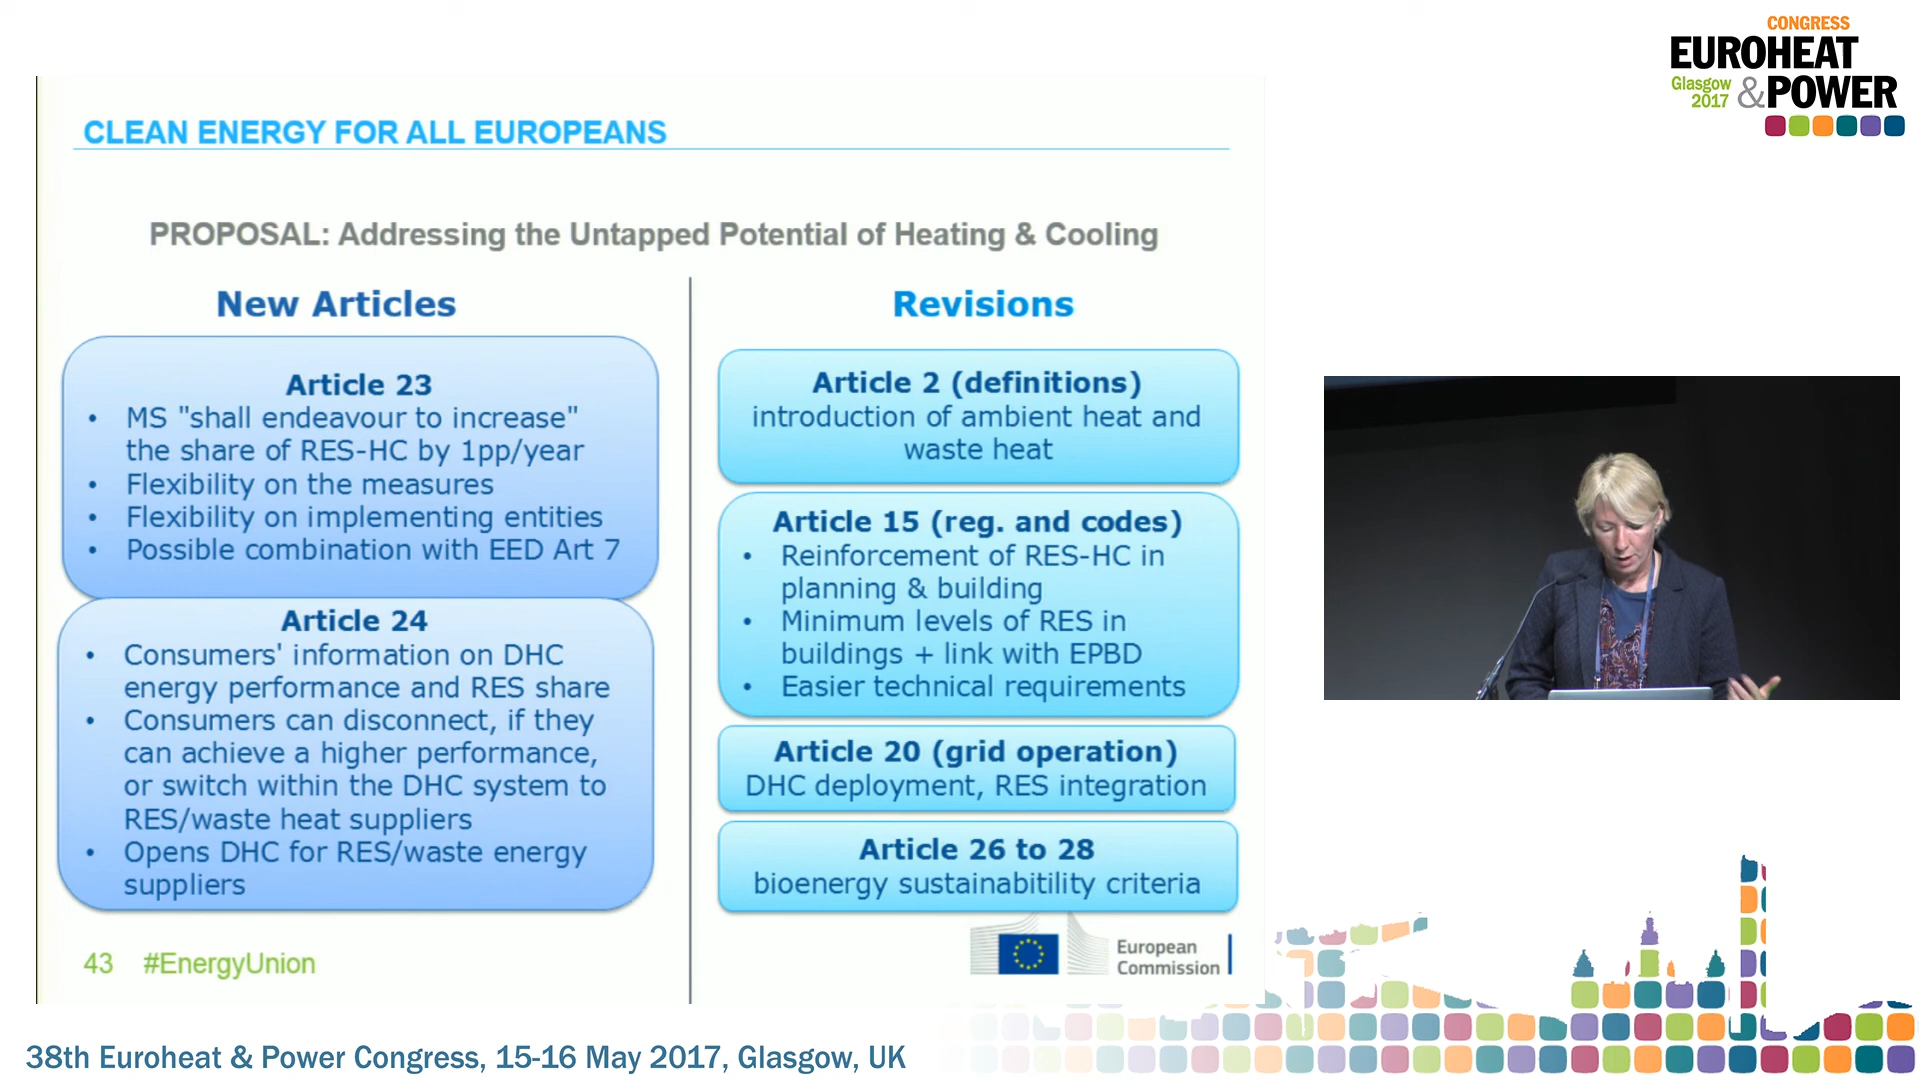 CONGRESS
EUROHEAT
Glasgow
2017
&POWER
CLEAN ENERGY FOR ALL EUROPEANS
PROPOSAL: Addressing the Untapped Potential of Heating & Cooling
New Articles
Article 23
• MS "shall endeavour to increase"
the share of RES-HC by 1pp/year
• Flexibility on the measures
• Flexibility on implementing entities
• Possible combination with EED Art 7
Article 24
• Consumers' information on DHC
energy performance and RES share
• Consumers can disconnect, if they
can achieve a higher performance,
or switch within the DHC system to
RES/waste heat suppliers
• Opens DHC for RES/waste energy
suppliers
Revisions
Article 2 (definitions)
introduction of ambient heat and
waste heat
Article 15 (reg. and codes)
• Reinforcement of RES-HC in
planning & building
• Minimum levels of RES in
buildings + link with EPBD
• Easier technical requirements
Article 20 (grid operation)
DHC deployment, RES integration
Article 26 to 28
bioenergy sustainabitility criteria
43 #EnergyUnion
European
Commission
38th Euroheat & Power Congress, 15-16 May 2017, Glasgow, UK